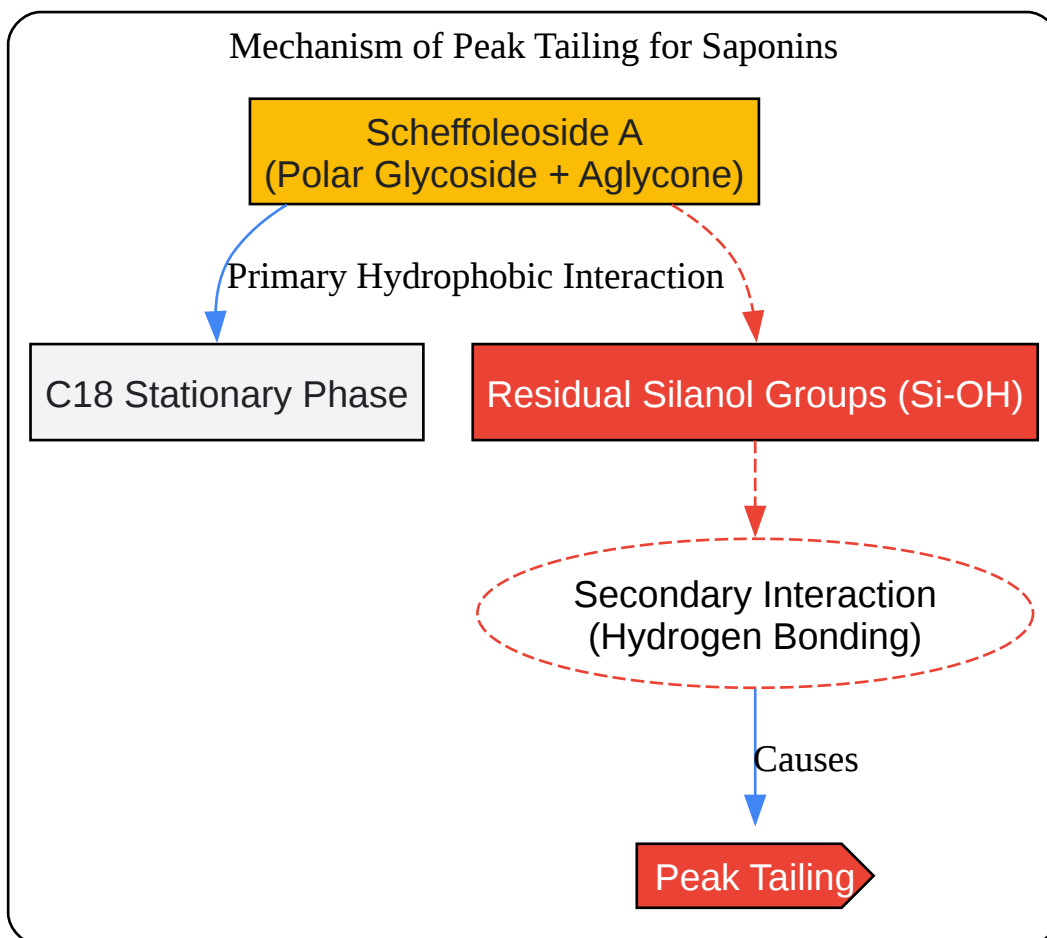 Mechanism of Peak Tailing for Saponins
Scheffoleoside A
(Polar Glycoside + Aglycone)
Primary Hydrophobic Interaction
C18 Stationary Phase
Residual Silanol Groups (Si-OH)
Secondary Interaction
(Hydrogen Bonding)
Causes
Peak Tailing